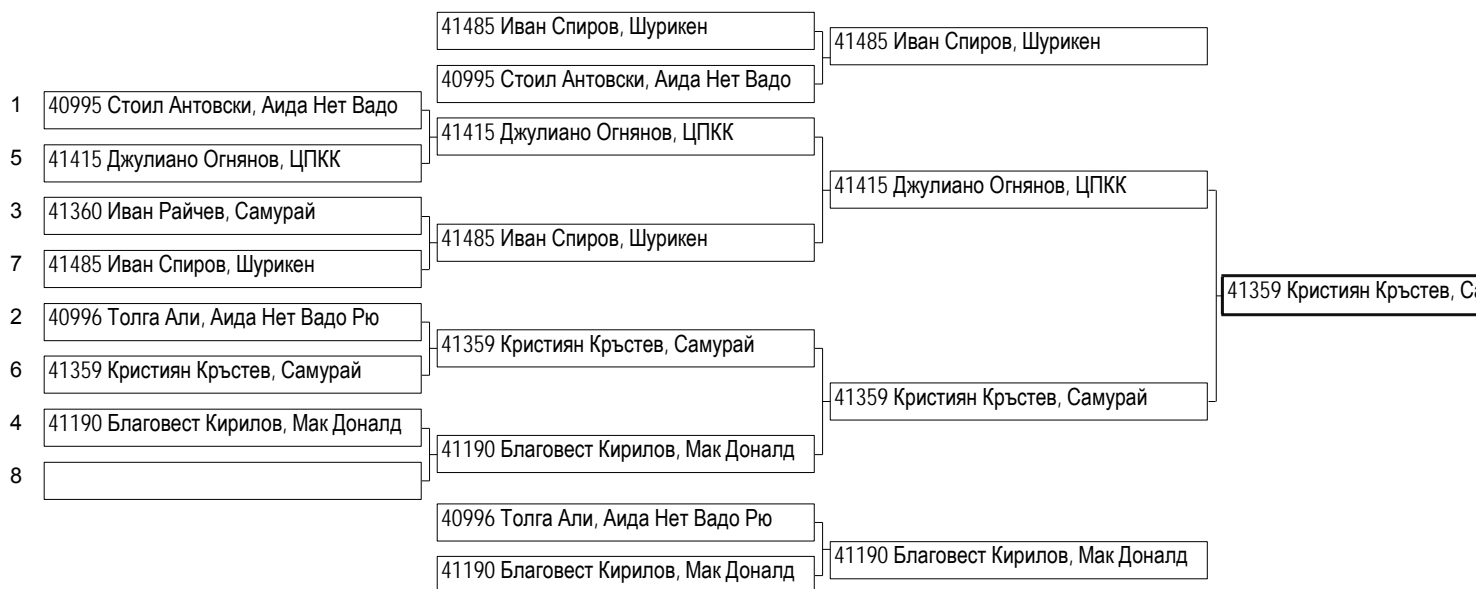 41485 Иван Спиров, Шурикен
41485 Иван Спиров, Шурикен
40995 Стоил Антовски, Аида Нет Вадо
1 40995 Стоил Антовски, Аида Нет Вадо
41415 Джулиано Огнянов, ЦПКК
5 41415 Джулиано Огнянов, ЦПКК
41415 Джулиано Огнянов, ЦПКК
3 41360 Иван Райчев, Самурай
41485 Иван Спиров, Шурикен
7 41485 Иван Спиров, Шурикен
41359 Кристиян Кръстев,
2 40996 Толга Али, Аида Нет Вадо Рю
41359 Кристиян Кръстев, Самурай
6 41359 Кристиян Кръстев, Самурай
41359 Кристиян Кръстев, Самурай
4 41190 Благовест Кирилов, Мак Доналд
41190 Благовест Кирилов, Мак Доналд
8
40996 Толга Али, Аида Нет Вадо Рю
41190 Благовест Кирилов, Мак Доналд
41190 Благовест Кирилов, Мак Доналд